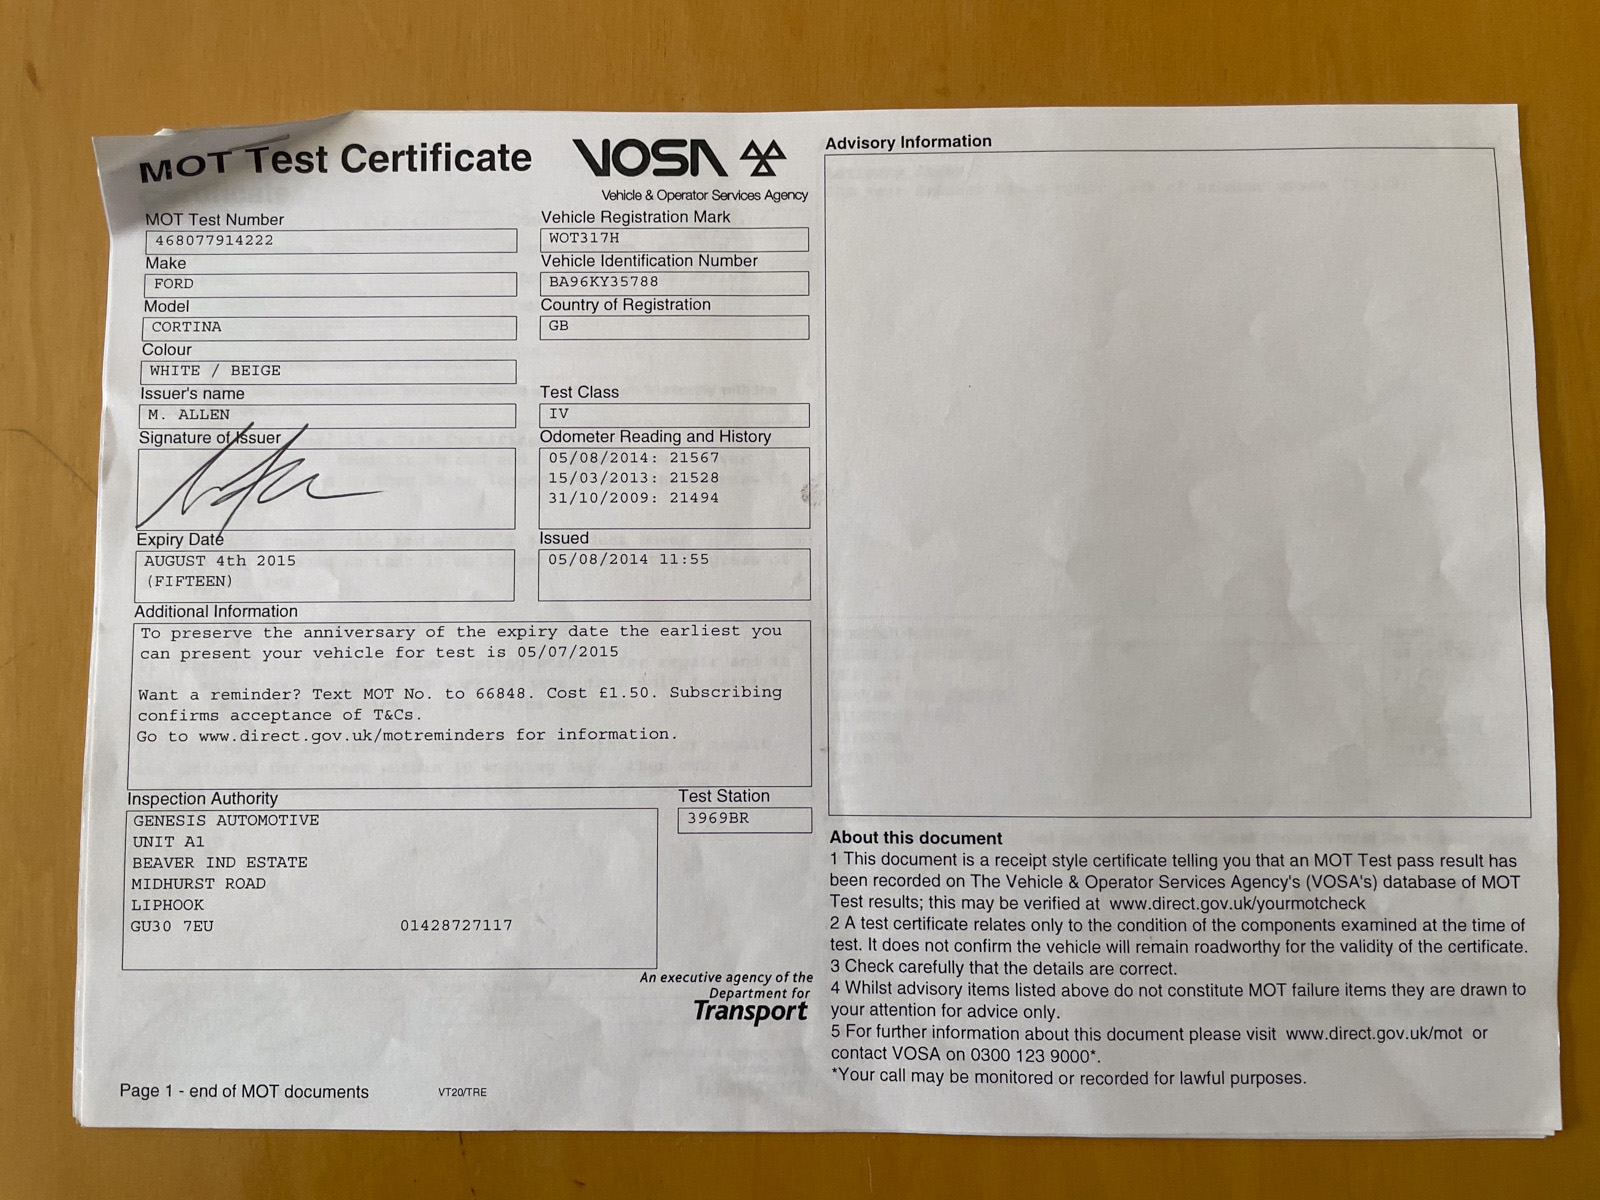 MOT Test Certificate
VOSA
Vehicle & Operator Services Agency
MOT Test Number
468077914222
Vehicle Registration Mark
WOT317H
Make
FORD
Vehicle Identification Number
BA96KY35788
Model
CORTINA
Country of Registration
GB
Colour
WHITE / BEIGE
Issuer's name
M. ALLEN
Test Class
IV
Signature of Issuer
Odometer Reading and History
05/08/2014: 21567
15/03/2013: 21528
31/10/2009: 21494
Expiry Date
AUGUST 4th 2015
(FIFTEEN)
Issued
05/08/2014 11:55
Additional Information
To preserve the anniversary of the expiry date the earliest you
can present your vehicle for test is 05/07/2015
Want a reminder? Text MOT No. to 66848. Cost £1.50. Subscribing
confirms acceptance of T&Cs.
Go to www.direct.gov.uk/motreminders for information.
Inspection Authority
GENESIS AUTOMOTIVE
UNIT A1
BEAVER IND ESTATE
MIDHURST ROAD
LIPHOOK
GU30 7EU 01428727117
Test Station
3969BR
An executive agency of the
Department for
Transport
Page 1 - end of MOT documents VT20/TRE
Advisory Information
About this document
1 This document is a receipt style certificate telling you that an MOT Test pass result has
been recorded on The Vehicle & Operator Services Agency's (VOSA's) database of MOT
Test results; this may be verified at www.direct.gov.uk/yourmotcheck
2 A test certificate relates only to the condition of the components examined at the time of
test. It does not confirm the vehicle will remain roadworthy for the validity of the certificate.
3 Check carefully that the details are correct.
4 Whilst advisory items listed above do not constitute MOT failure items they are drawn to
your attention for advice only.
5 For further information about this document please visit www.direct.gov.uk/mot or
contact VOSA on 0300 123 9000*.
*Your call may be monitored or recorded for lawful purposes.